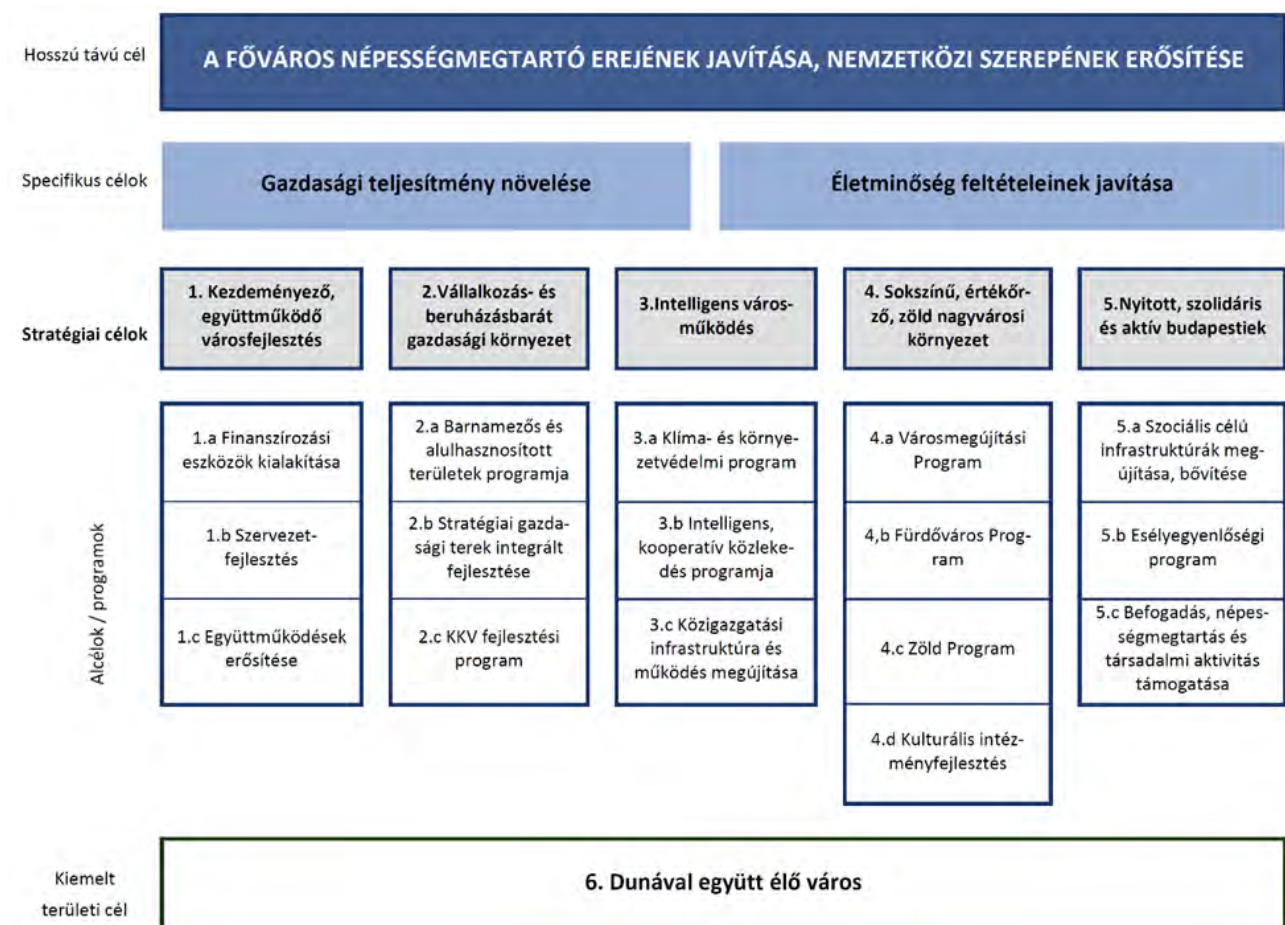 Hosszú távú cél
A FŐVÁROS NÉPESSÉGMEGTARTÓ EREJÉNEK JAVÍTÁSA, NEMZETKÖZI SZEREPÉNEK ERŐSÍTÉSE
Specifikus célok
Gazdasági teljesítmény növelése
Életminőség feltételeinek javítása
Stratégiai célok
1. Kezdeményező,
együttműködő
városfejlesztés
2.Vállalkozás- és
beruházásbarát
gazdasági környezet
3.Intelligens város-
működés
4. Sokszínű, értékőr-
ző, zöld nagyvárosi
környezet
5.Nyitott, szolidáris
és aktív budapestiek
Alcélok / programok
1.a Finanszírozási
eszközök kialakítása
1.b Szervezet-
fejlesztés
1.c Együttműködések
erősítése
2.a Barnamezős és
alulhasznosított
területek programja
2.b Stratégiai gazda-
sági terek integrált
fejlesztése
2.c KKV fejlesztési
program
3.a Klíma- és környe-
zetvédelmi program
3.b Intelligens,
kooperatív közleke-
dés programja
3.c Közigazgatási
infrastruktúra és
működés megújítása
4.a Városmegújítási
Program
4,b Fürdőváros Prog-
ram
4.c Zöld Program
4.d Kulturális intéz-
ményfejlesztés
5.a Szociális célú
infrastruktúrák meg-
újítása, bővítése
5.b Esélyegyenlőségi
program
5.c Befogadás, népes-
ségmegtartás és
társadalmi aktivitás
támogatása
Kiemelt
területi cél
6. Dunával együtt élő város